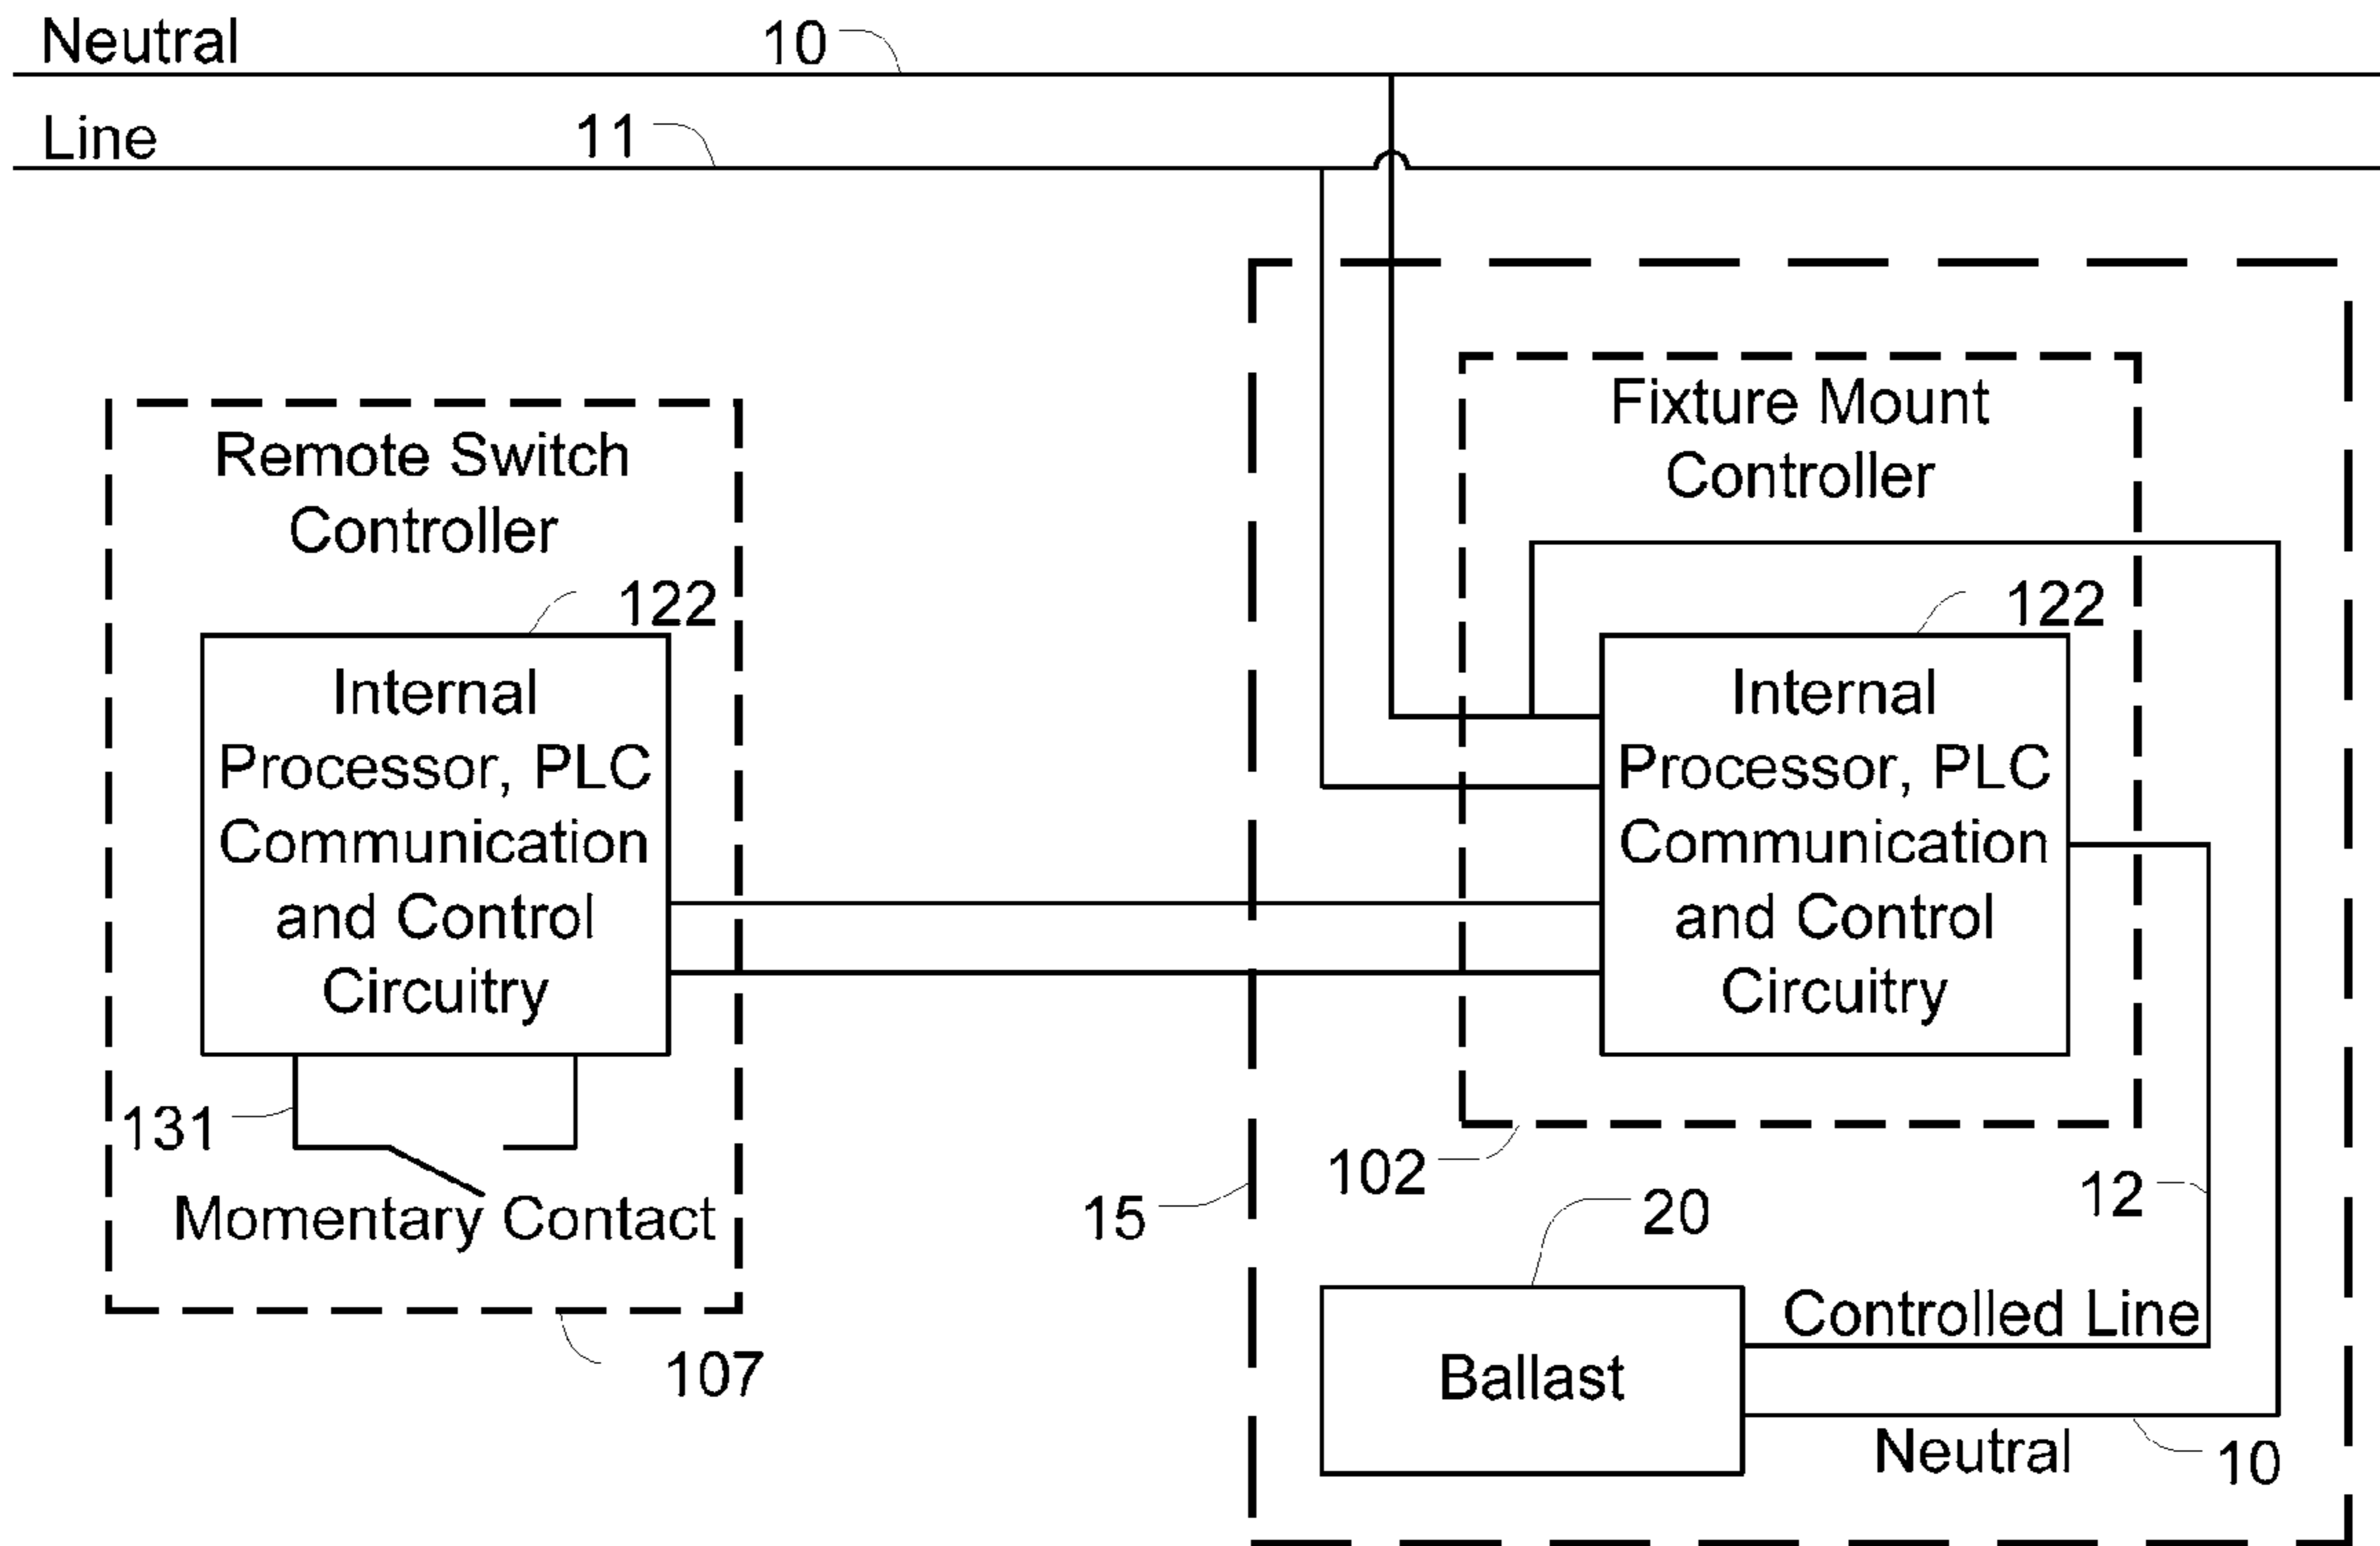 Neutral
10
Line
11
Remote Switch
Controller
122
Internal
Processor, PLC
Communication
and Control
Circuitry
131
Momentary Contact
107
Fixture Mount
Controller
122
Internal
Processor, PLC
Communication
and Control
Circuitry
102
15
20
12
Controlled Line
Ballast
Neutral
10